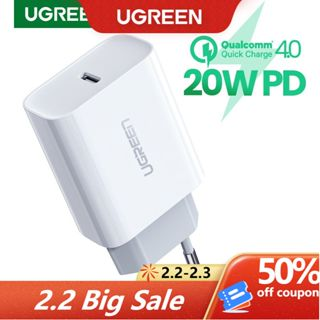 UGREEN
UGREEN
Qualcomm
Quick Charge 4.0
20W PD
UGREEN
2.2-2.3
2.2 Big Sale
50%
off coupon